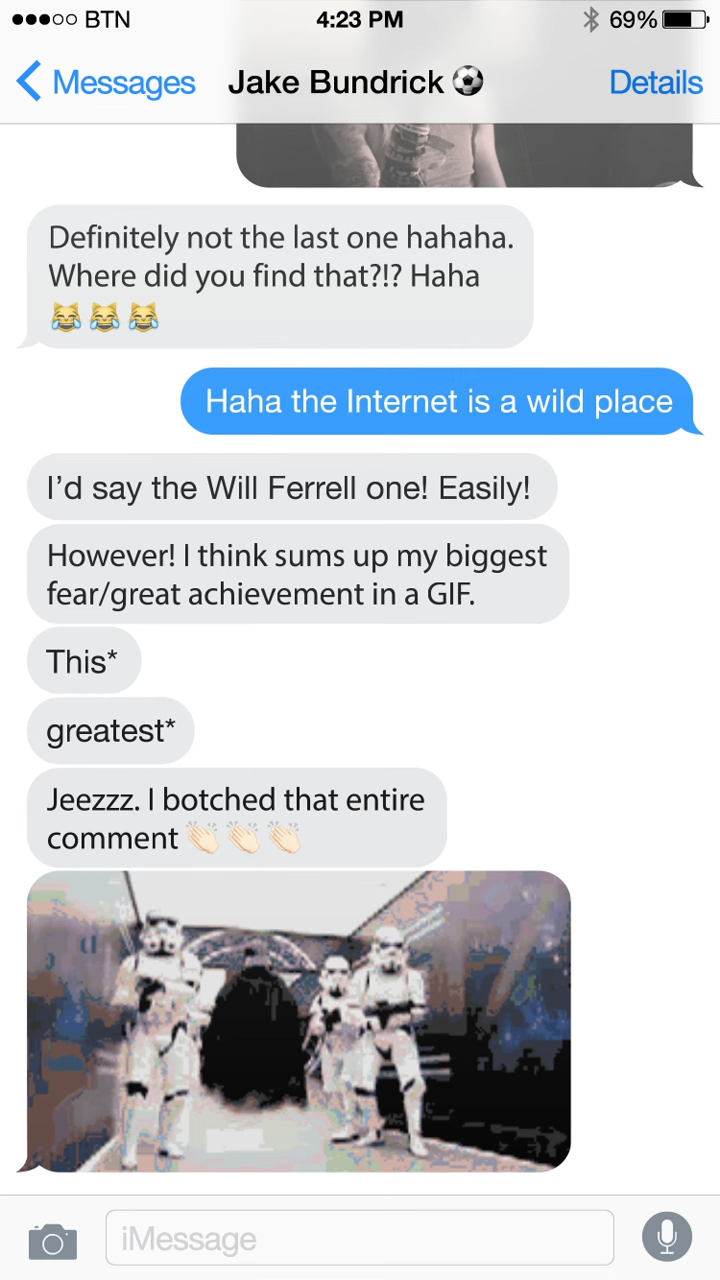 BTN 4:23 PM 69%
Messages Jake Bundrick ⚽ Details
Definitely not the last one hahaha.
Where did you find that?!? Haha
😹 😹 😹
Haha the Internet is a wild place
I’d say the Will Ferrell one! Easily!
However! I think sums up my biggest
fear/great achievement in a GIF.
This*
greatest*
Jeezzz. I botched that entire
comment 👏🏻 👏🏻 👏🏻
iMessage